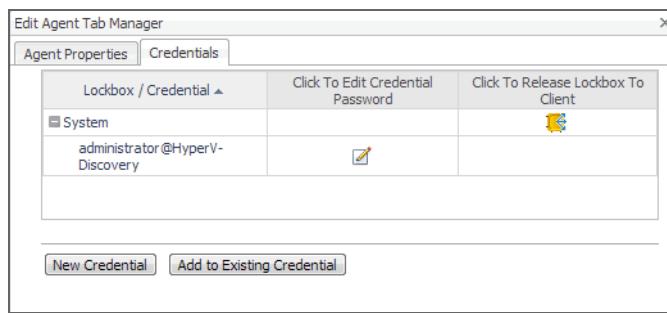 Edit Agent Tab Manager
Agent Properties
Credentials
Lockbox / Credential
Click To Edit Credential
Password
Click To Release Lockbox To
Client
System
administrator@HyperV-
Discovery
New Credential
Add to Existing Credential